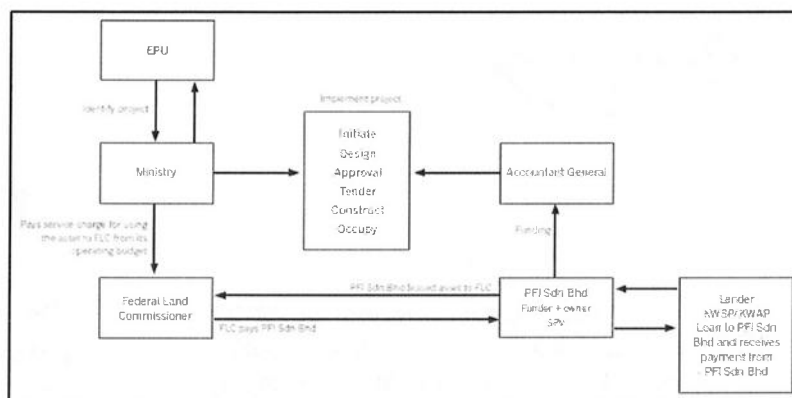 EPU
Identify project
Implement project
Initiate
Design
Approval
Tender
Construct
Occupy
Ministry
Accountant General
Pays service charge for using
the asset to FLC from its
operating budget
Funding
PFI Sdn Bhd leased asset to FLC
Federal Land
Commissioner
PFI Sdn Bhd
Funder + owner
SPV
FLC pays PFI Sdn Bhd
Lender
KWSP/KWAP
Loan to PFI Sdn
Bhd and receives
payment from
PFI Sdn Bhd